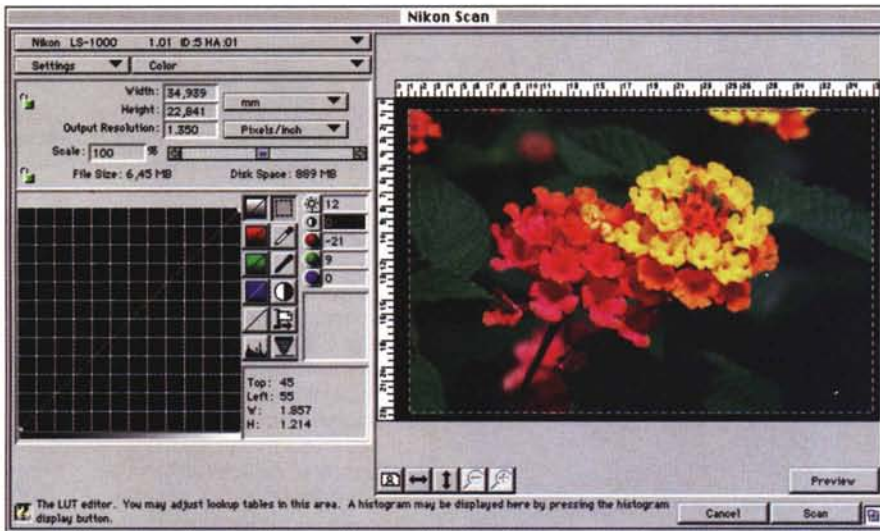 Nikon Scan
Nikon LS-1000 1.01 ID:5 HA:01
Settings Color
Width: 34,939 mm
Height: 22,841
Output Resolution: 1.350 Pixels/inch
Scale: 100 %
File Size: 6,45 MB Disk Space: 889 MB
12
-21
9
0
Top: 45
Left: 55
W: 1.857
H: 1.214
Preview
The LUT editor. You may adjust lookup tables in this area. A histogram may be displayed here by pressing the histogram
display button.
Cancel Scan